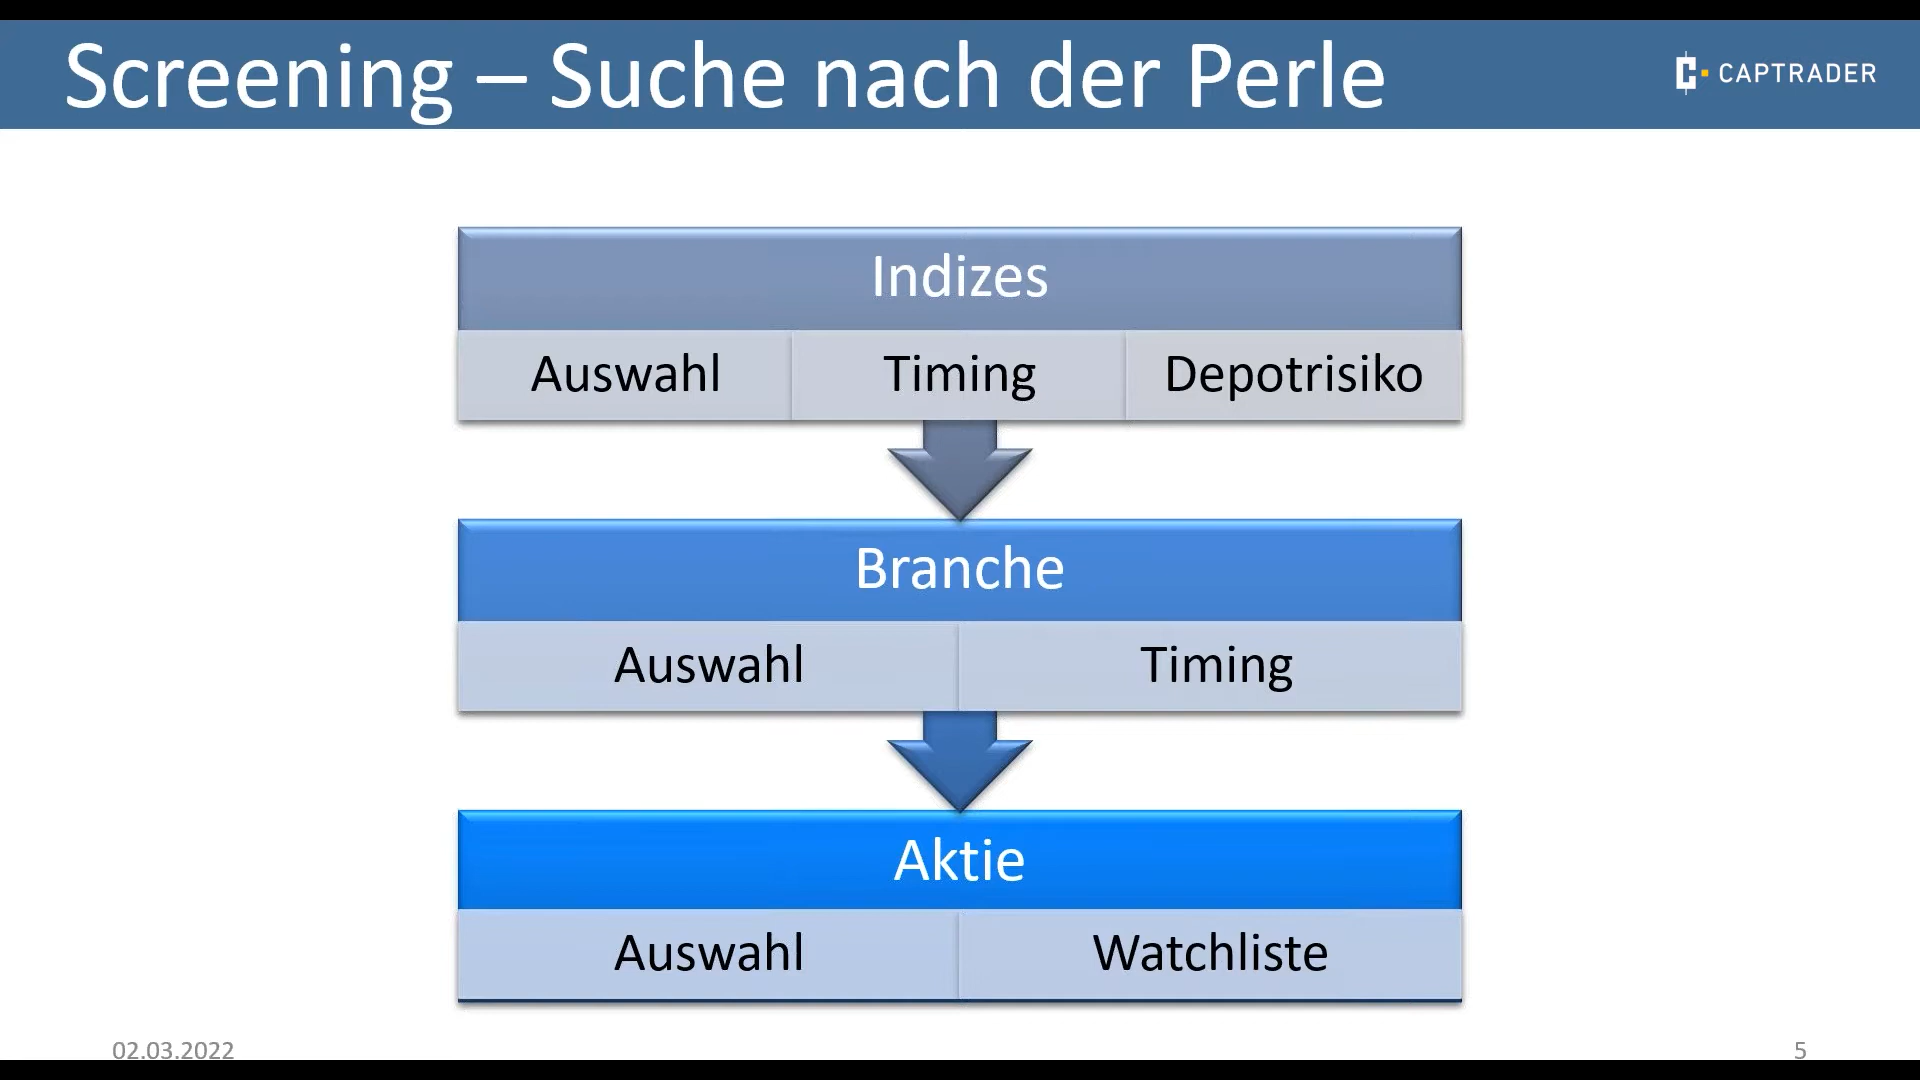 Screening – Suche nach der Perle
CAPTRADER
Indizes
Auswahl Timing Depotrisiko
Branche
Auswahl Timing
Aktie
Auswahl Watchliste
02.03.2022 5